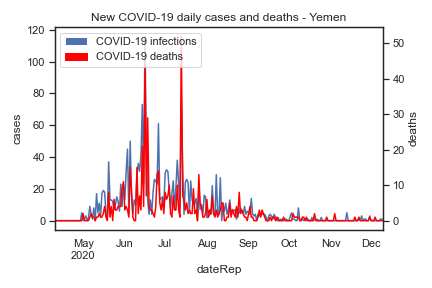 New COVID-19 daily cases and deaths - Yemen
COVID-19 infections
COVID-19 deaths
120
100
80
60
40
20
0
cases
50
40
30
20
10
0
deaths
May Jun Jul Aug Sep Oct Nov Dec
2020
dateRep